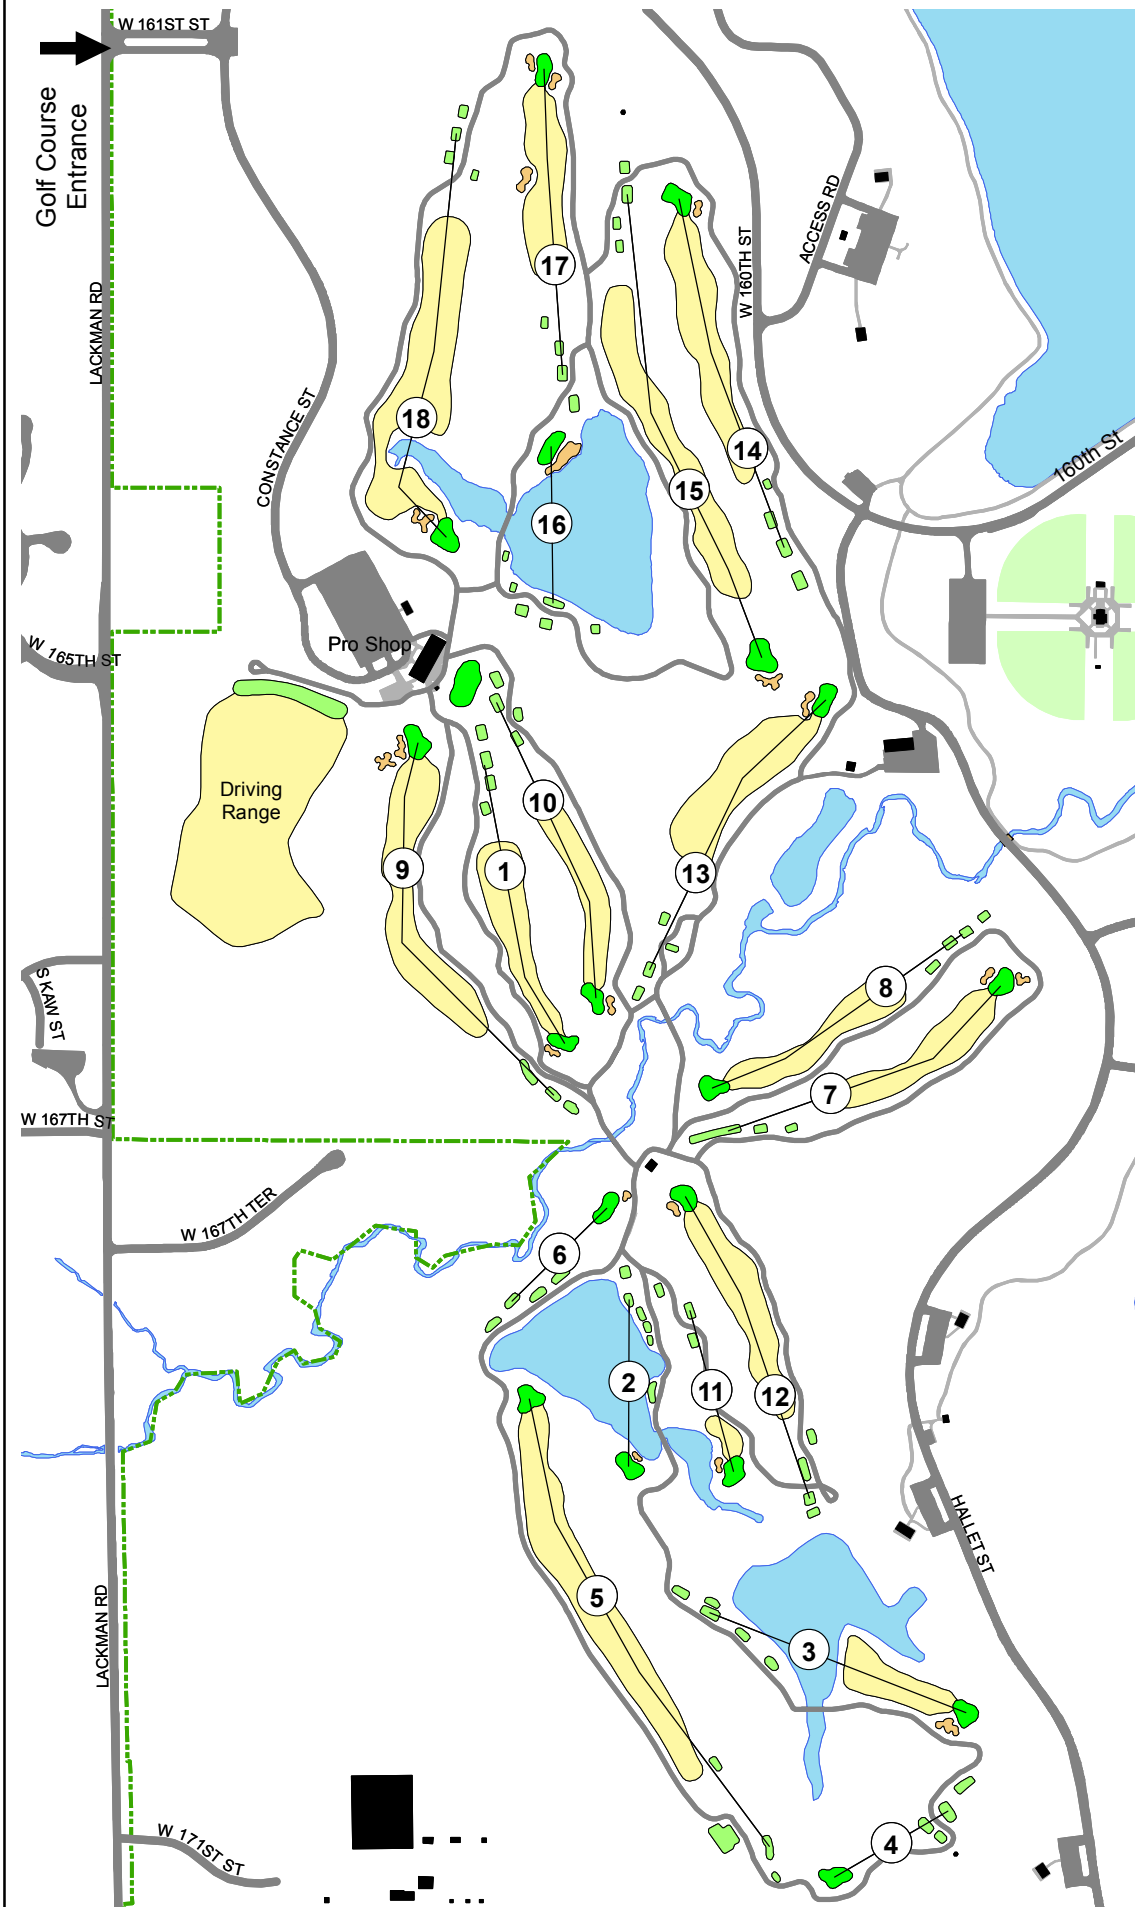 W 161ST ST
Golf Course
Entrance
LACKMAN RD
CONSTANCE ST
W 160TH ST
ACCESS RD
160th St
17
18
14
15
16
W 165TH ST
Pro Shop
Driving
Range
10
9
1
13
8
7
S KAW ST
W 167TH ST
W 167TH TER
6
2
11
12
HALLET ST
5
3
LACKMAN RD
4
W 171ST ST